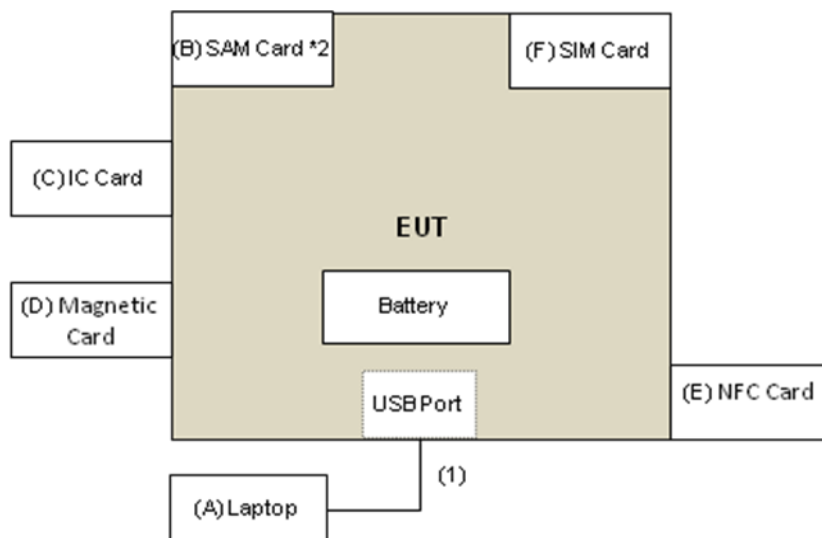 (B) SAM Card *2
(F) SIM Card
(C) IC Card
EUT
(D) Magnetic
Card
Battery
USB Port
(E) NFC Card
(1)
(A) Laptop